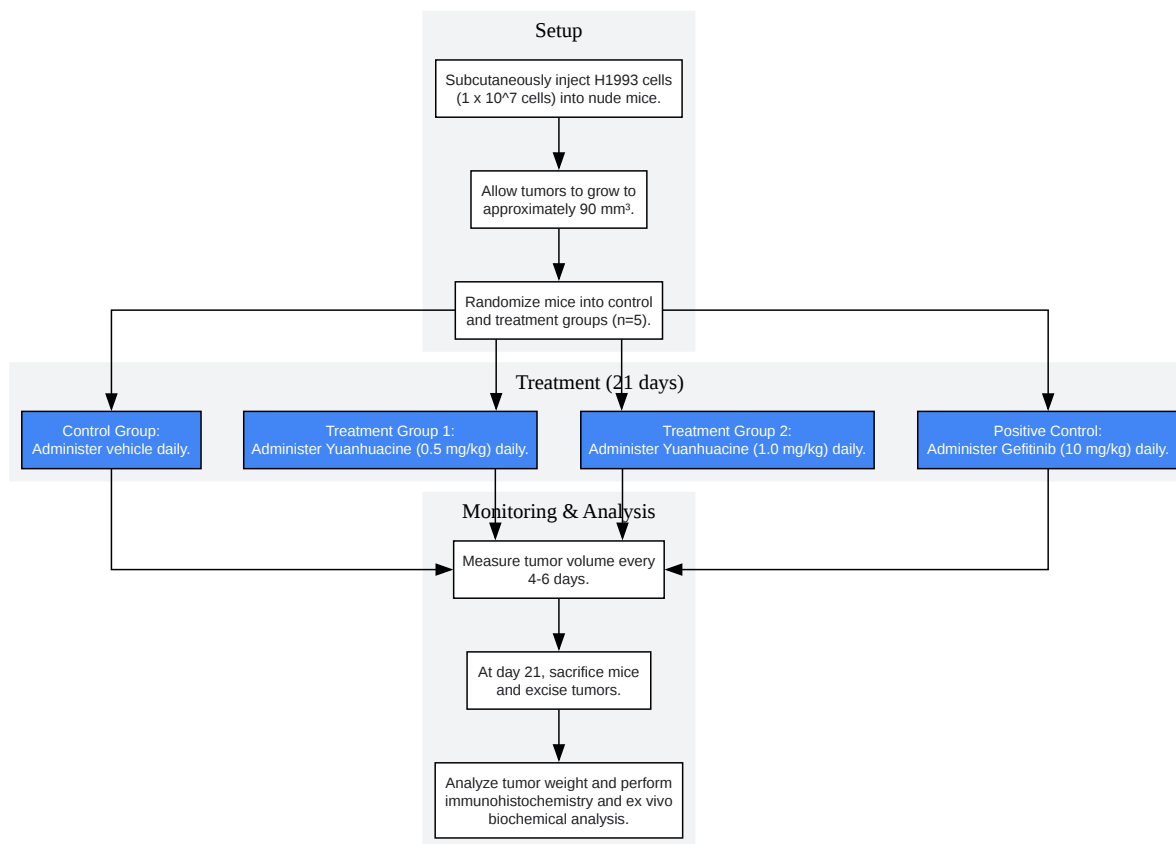 Setup
Subcutaneously inject H1993 cells
(1 x 10^7 cells) into nude mice.
Allow tumors to grow to
approximately 90 mm³.
Randomize mice into control
and treatment groups (n=5).
Treatment (21 days)
Control Group:
Administer vehicle daily.
Treatment Group 1:
Administer Yuanhuacine (0.5 mg/kg) daily.
Treatment Group 2:
Administer Yuanhuacine (1.0 mg/kg) daily.
Positive Control:
Administer Gefitinib (10 mg/kg) daily.
Monitoring & Analysis
Measure tumor volume every
4-6 days.
At day 21, sacrifice mice
and excise tumors.
Analyze tumor weight and perform
immunohistochemistry and ex vivo
biochemical analysis.